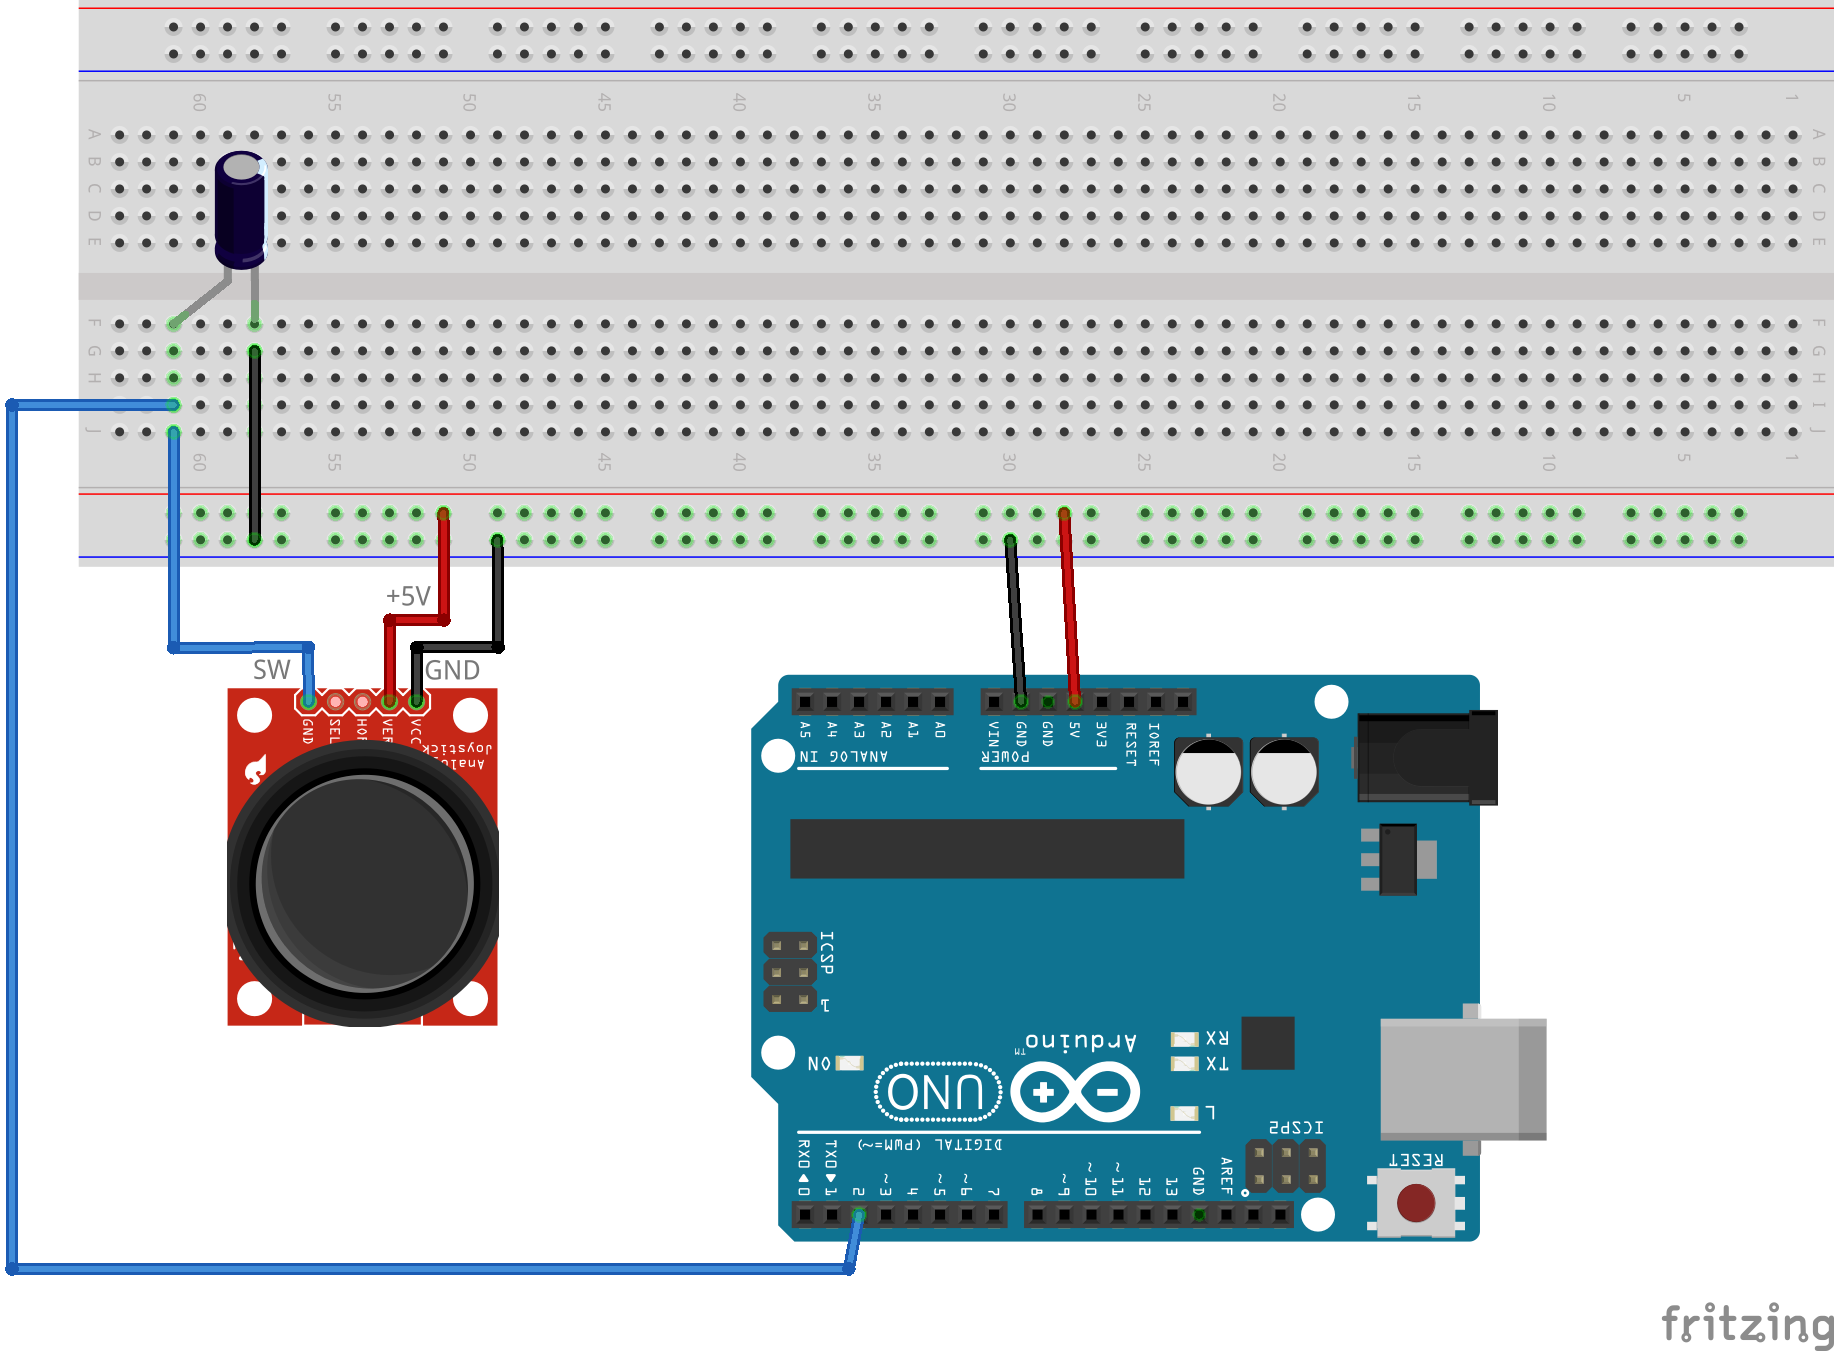 60 55 50 45 40 35 30 25 20 15 10 5 1
A A
B B
C C
D D
E E
F F
G G
H H
I
J J
60 55 50 45 40 35 30 25 20 15 10 5 1
+5V
SW
GND
GND SEL HOR VER VCC
Joystick
A5 A4 A3 A2 A1 A0
VIN GND GND 5V 3V3 RESET IOREF
ANALOG IN
POWER
ICSP
1
Arduino
TM
RX
TX
ON
UNO
L
ICSP2
DIGITAL (PWM=~)
RESET
RX0 0 TX0 1 2 ~3 4 ~5 ~6 7 8 ~9 ~10 ~11 12 13 GND AREF
fritzing